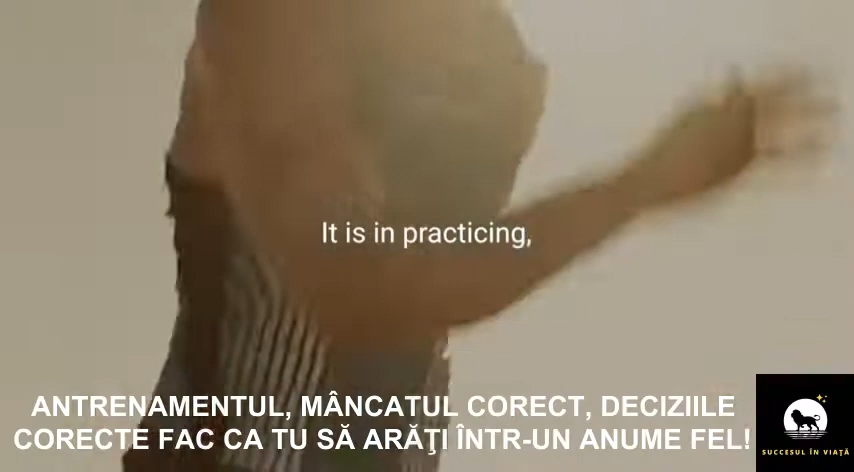 It is in practicing,
ANTRENAMENTUL, MÂNCATUL CORECT, DECIZIILE
CORECTE FAC CA TU SĂ ARĂŢI ÎNTR-UN ANUME FEL!
SUCCESUL ÎN VIAȚĂ